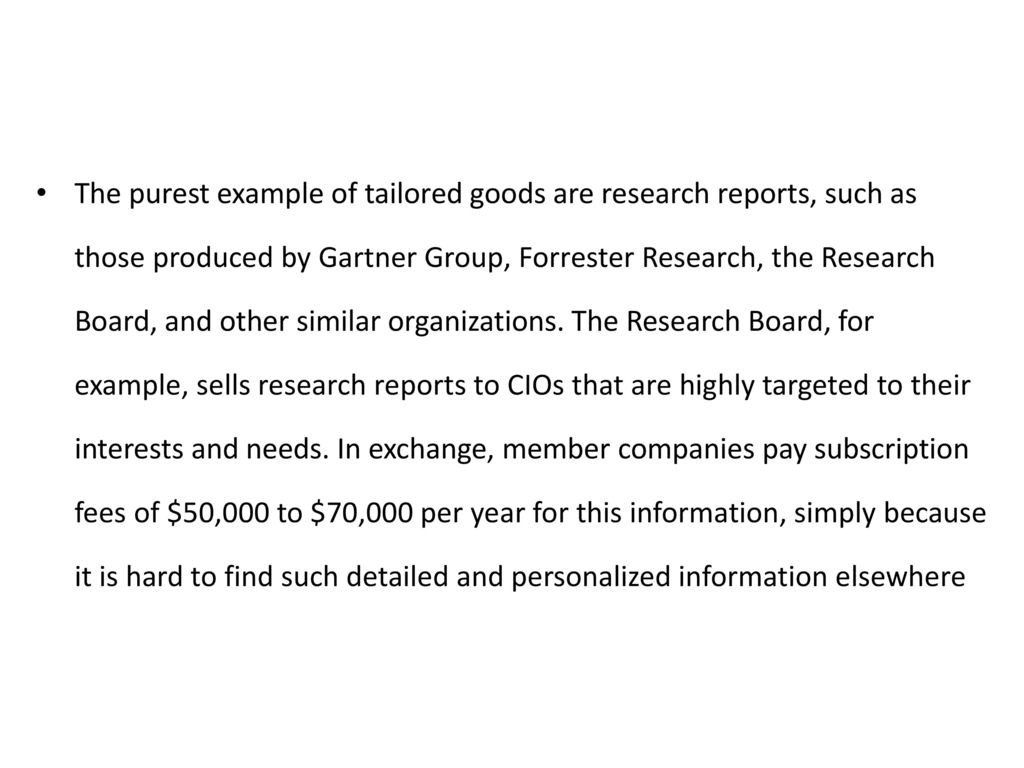 • The purest example of tailored goods are research reports, such as
those produced by Gartner Group, Forrester Research, the Research
Board, and other similar organizations. The Research Board, for
example, sells research reports to CIOs that are highly targeted to their
interests and needs. In exchange, member companies pay subscription
fees of $50,000 to $70,000 per year for this information, simply because
it is hard to find such detailed and personalized information elsewhere